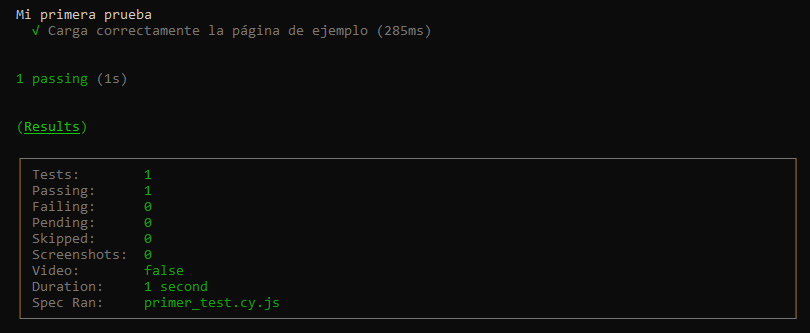 Mi primera prueba
√ Carga correctamente la página de ejemplo (285ms)
1 passing (1s)
(Results)
Tests: 1
Passing: 1
Failing: 0
Pending: 0
Skipped: 0
Screenshots: 0
Video: false
Duration: 1 second
Spec Ran: primer_test.cy.js